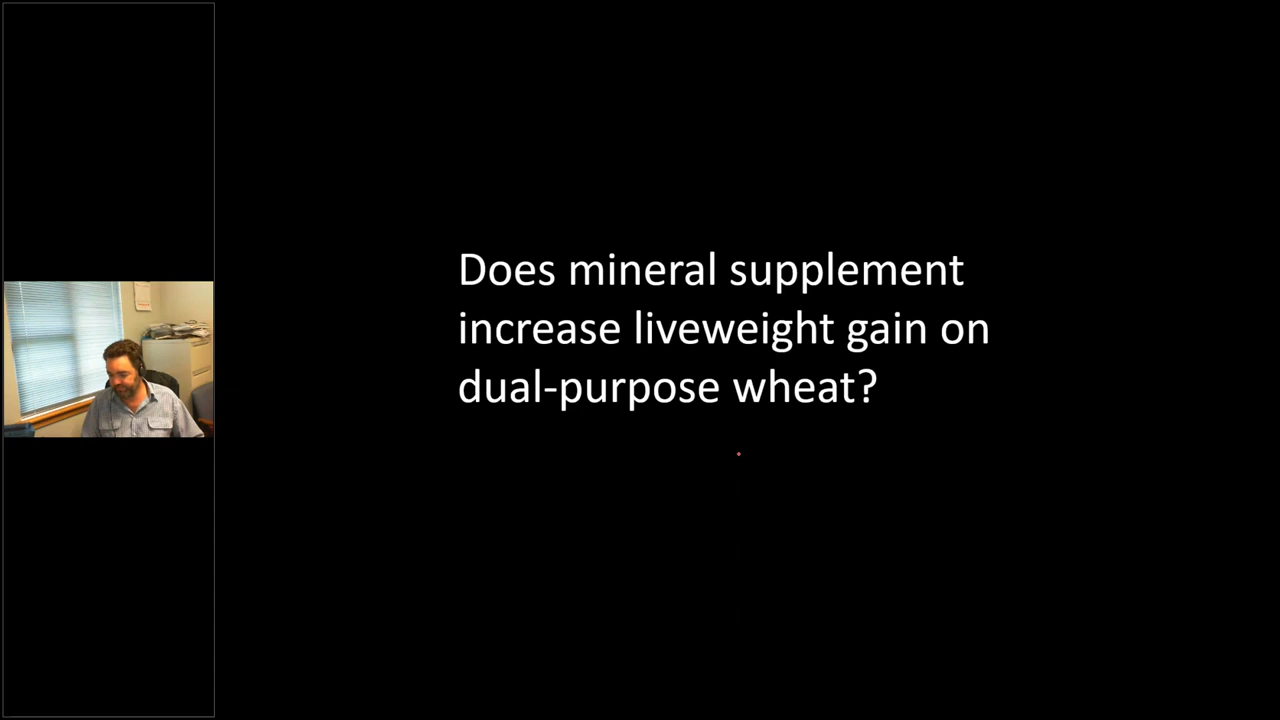 Does mineral supplement
increase liveweight gain on
dual-purpose wheat?